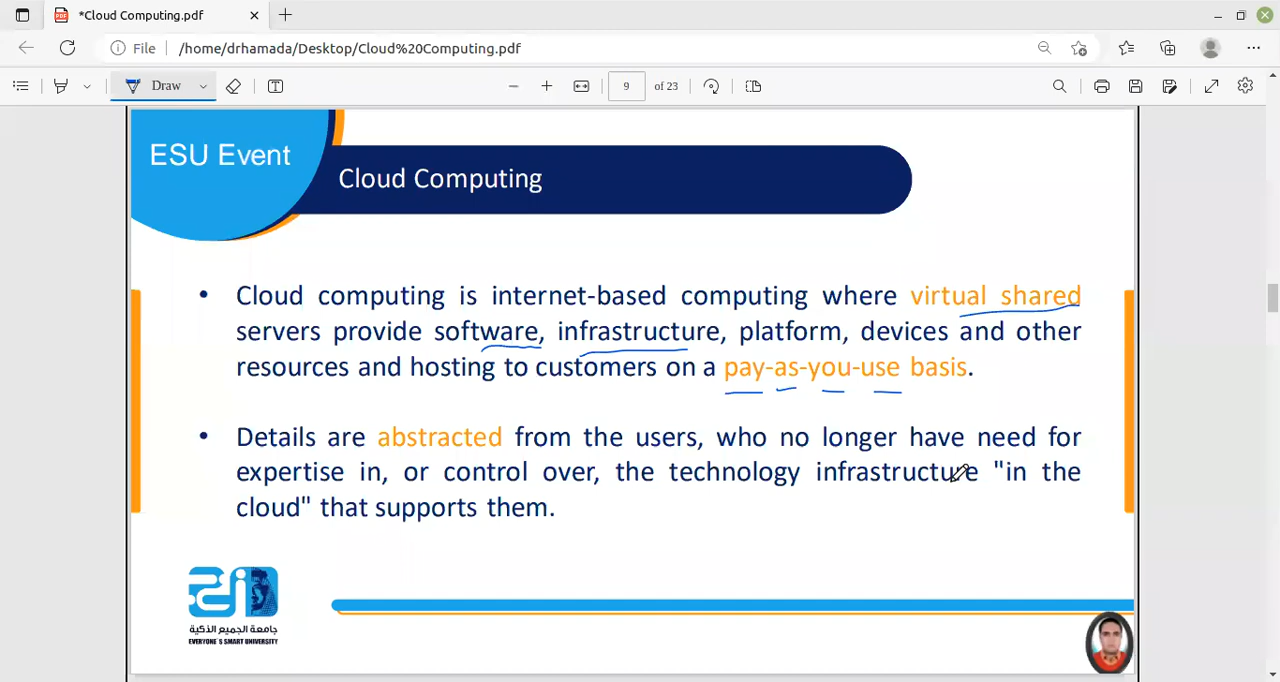 *Cloud Computing.pdf
File
/home/drhamada/Desktop/Cloud%20Computing.pdf
Draw
9 of 23
ESU Event
Cloud Computing
• Cloud computing is internet-based computing where virtual shared
servers provide software, infrastructure, platform, devices and other
resources and hosting to customers on a pay-as-you-use basis.
• Details are abstracted from the users, who no longer have need for
expertise in, or control over, the technology infrastructure "in the
cloud" that supports them.
جامعة الجميع الذكية
EVERYONE`S SMART UNIVERSITY